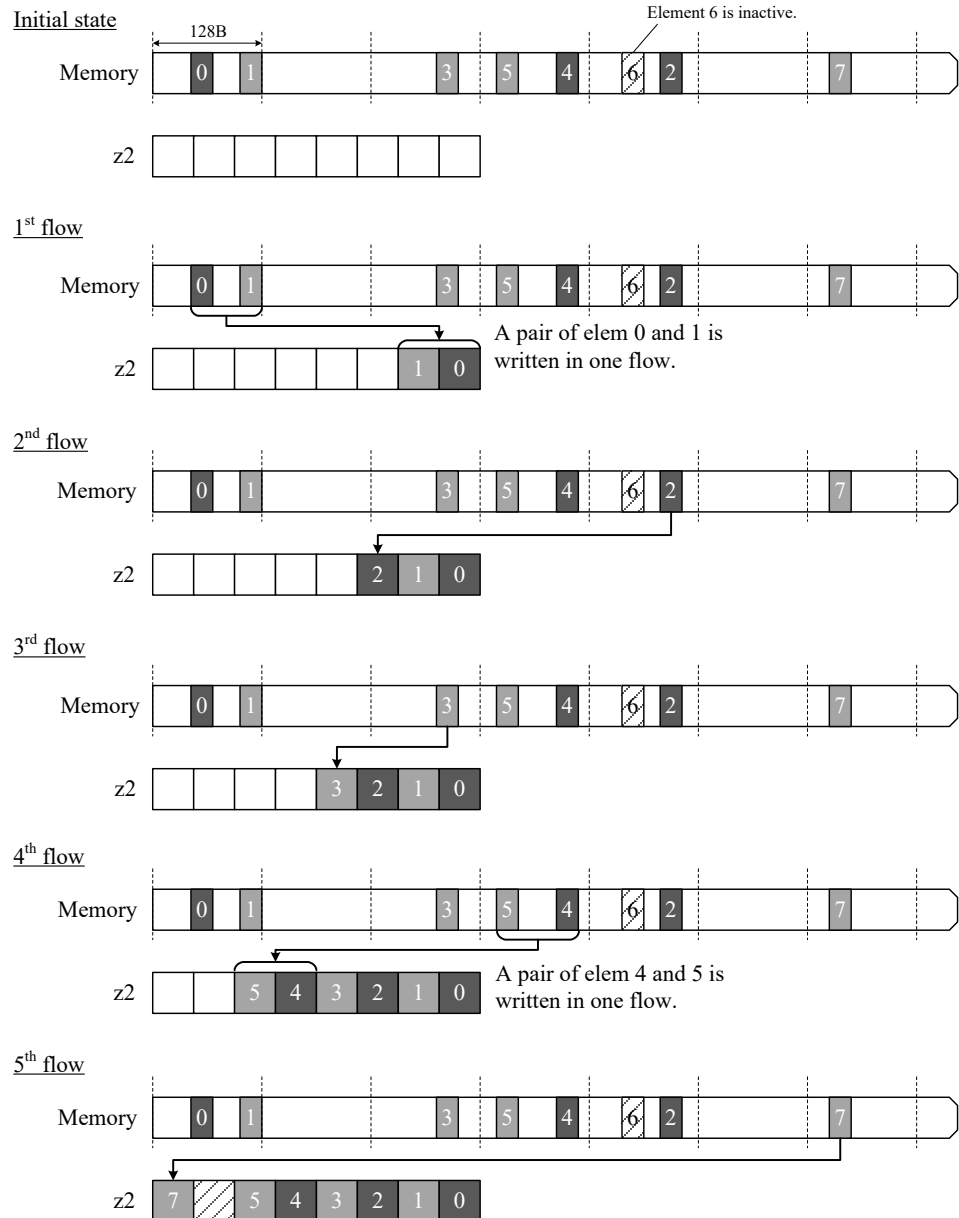 Initial state
Element 6 is inactive.
128B
Memory 0 1 3 5 4 6 2 7
z2
1st flow
Memory 0 1 3 5 4 6 2 7
A pair of elem 0 and 1 is
written in one flow.
z2 1 0
2nd flow
Memory 0 1 3 5 4 6 2 7
z2 2 1 0
3rd flow
Memory 0 1 3 5 4 6 2 7
z2 3 2 1 0
4th flow
Memory 0 1 3 5 4 6 2 7
A pair of elem 4 and 5 is
written in one flow.
z2 5 4 3 2 1 0
5th flow
Memory 0 1 3 5 4 6 2 7
z2 7 5 4 3 2 1 0